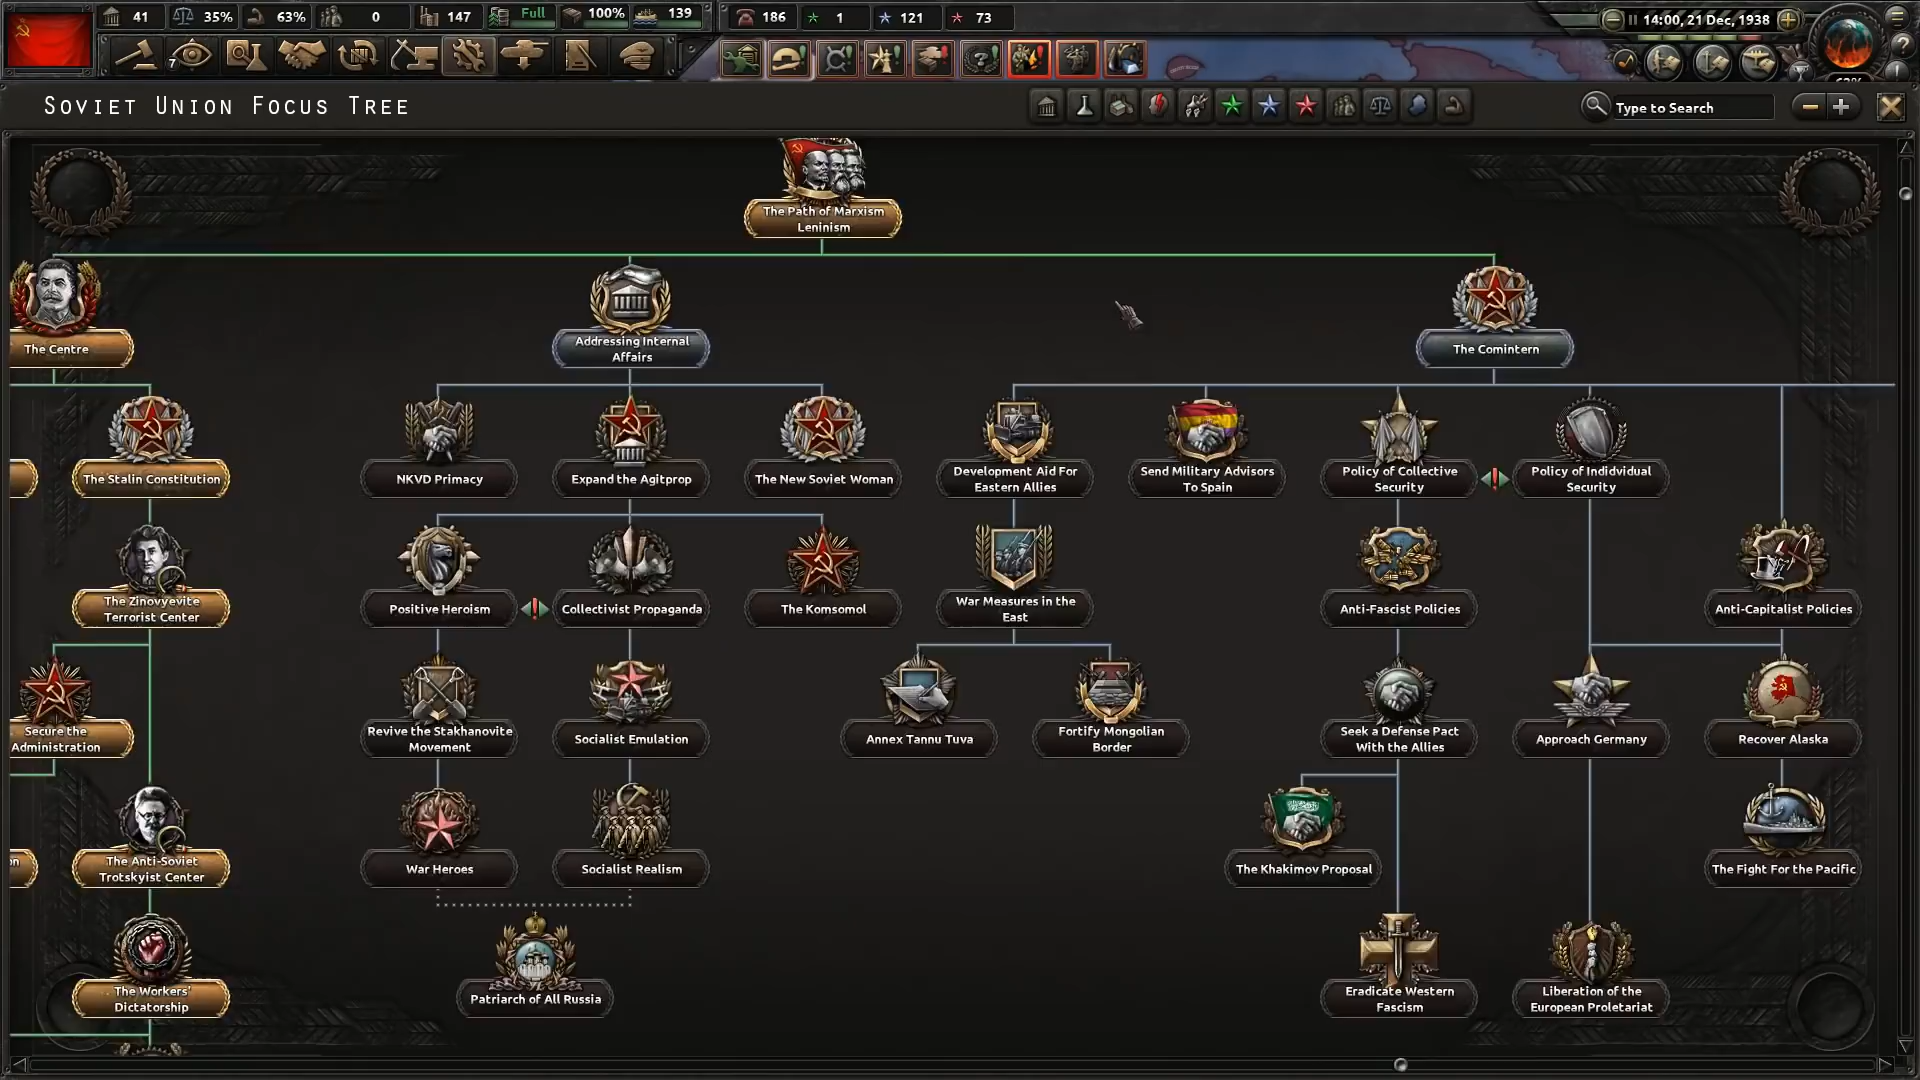 41
35%
63%
0
147
Full
100%
139
186
1
121
73
14:00, 21 Dec, 1938
7
SOVIET UNION FOCUS TREE
Type to Search
The Path of Marxism
Leninism
The Centre
Addressing Internal
Affairs
The Comintern
The Stalin Constitution
NKVD Primacy
Expand the Agitprop
The New Soviet Woman
Development Aid For
Eastern Allies
Send Military Advisors
To Spain
Policy of Collective
Security
Policy of Indidvidual
Security
The Zinovyevite
Terrorist Center
Positive Heroism
Collectivist Propaganda
The Komsomol
War Measures in the
East
Anti-Fascist Policies
Anti-Capitalist Policies
Secure the
Administration
Revive the Stakhanovite
Movement
Socialist Emulation
Annex Tannu Tuva
Fortify Mongolian
Border
Seek a Defense Pact
With the Allies
Approach Germany
Recover Alaska
on
The Anti-Soviet
Trotskyist Center
War Heroes
Socialist Realism
The Khakimov Proposal
The Fight For the Pacific
The Workers'
Dictatorship
Patriarch of All Russia
Eradicate Western
Fascism
Liberation of the
European Proletariat